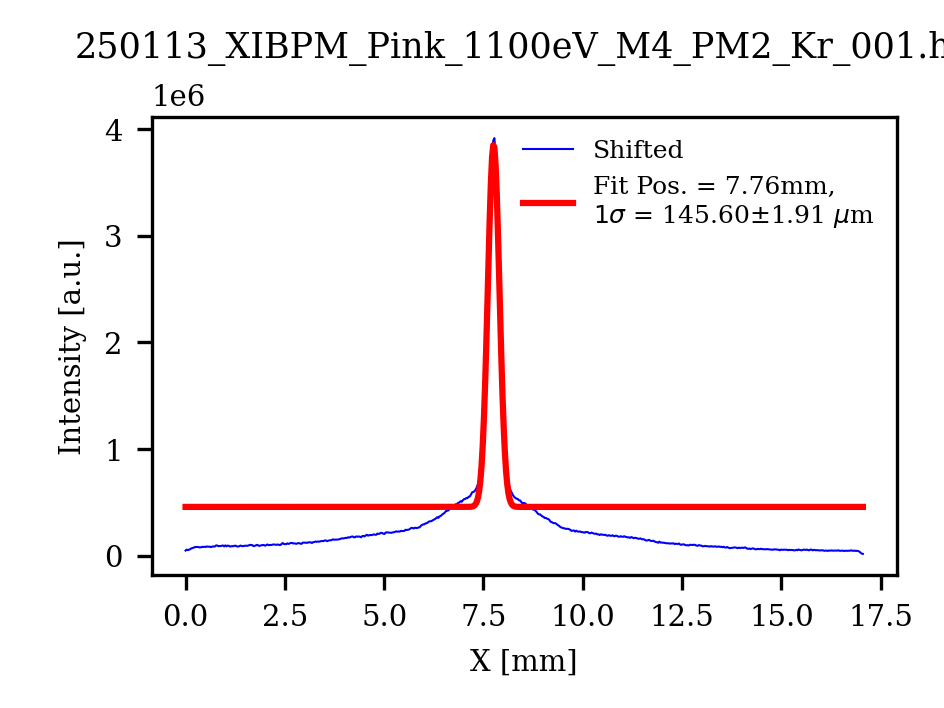 250113_XIBPM_Pink_1100eV_M4_PM2_Kr_001.h
1e6
4
3
2
1
0
Intensity [a.u.]
Shifted
Fit Pos. = 7.76mm,
1σ = 145.60±1.91 μm
0.0 2.5 5.0 7.5 10.0 12.5 15.0 17.5
X [mm]